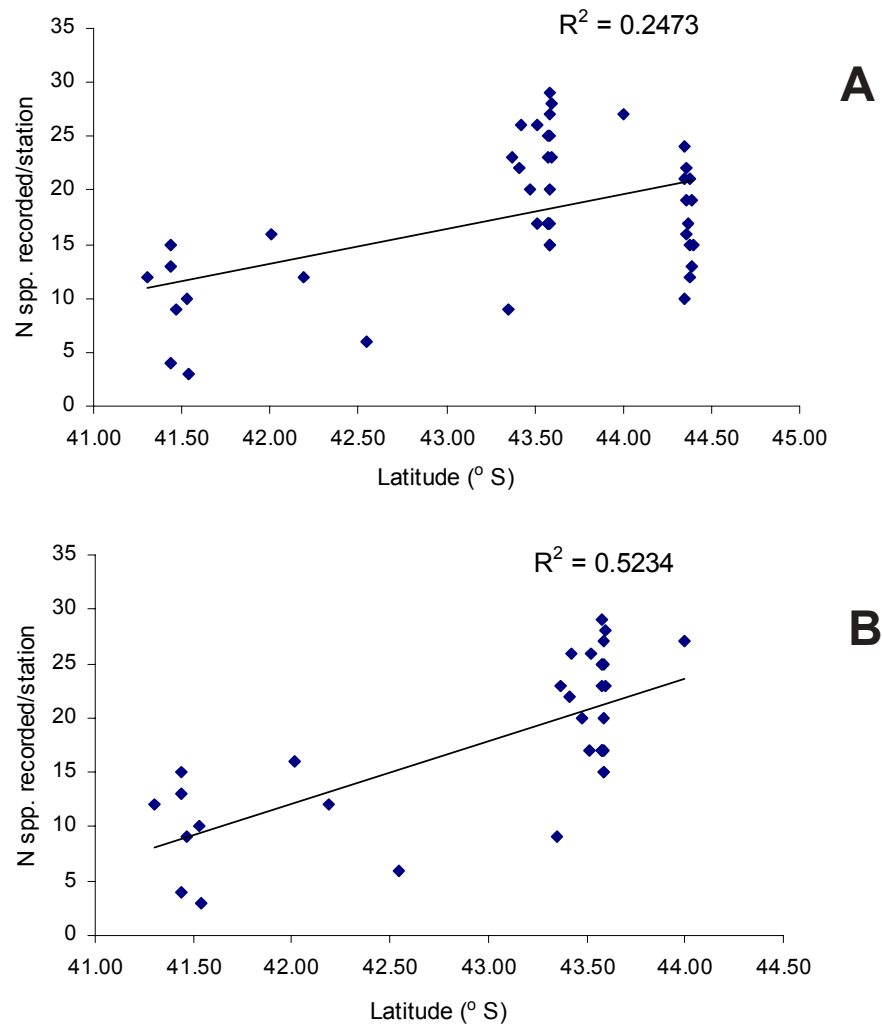 R² = 0.2473
A
35
30
25
20
15
10
5
0
N spp. recorded/station
41.00 41.50 42.00 42.50 43.00 43.50 44.00 44.50 45.00
Latitude (° S)
R² = 0.5234
B
35
30
25
20
15
10
5
0
N spp. recorded/station
41.00 41.50 42.00 42.50 43.00 43.50 44.00 44.50
Latitude (° S)